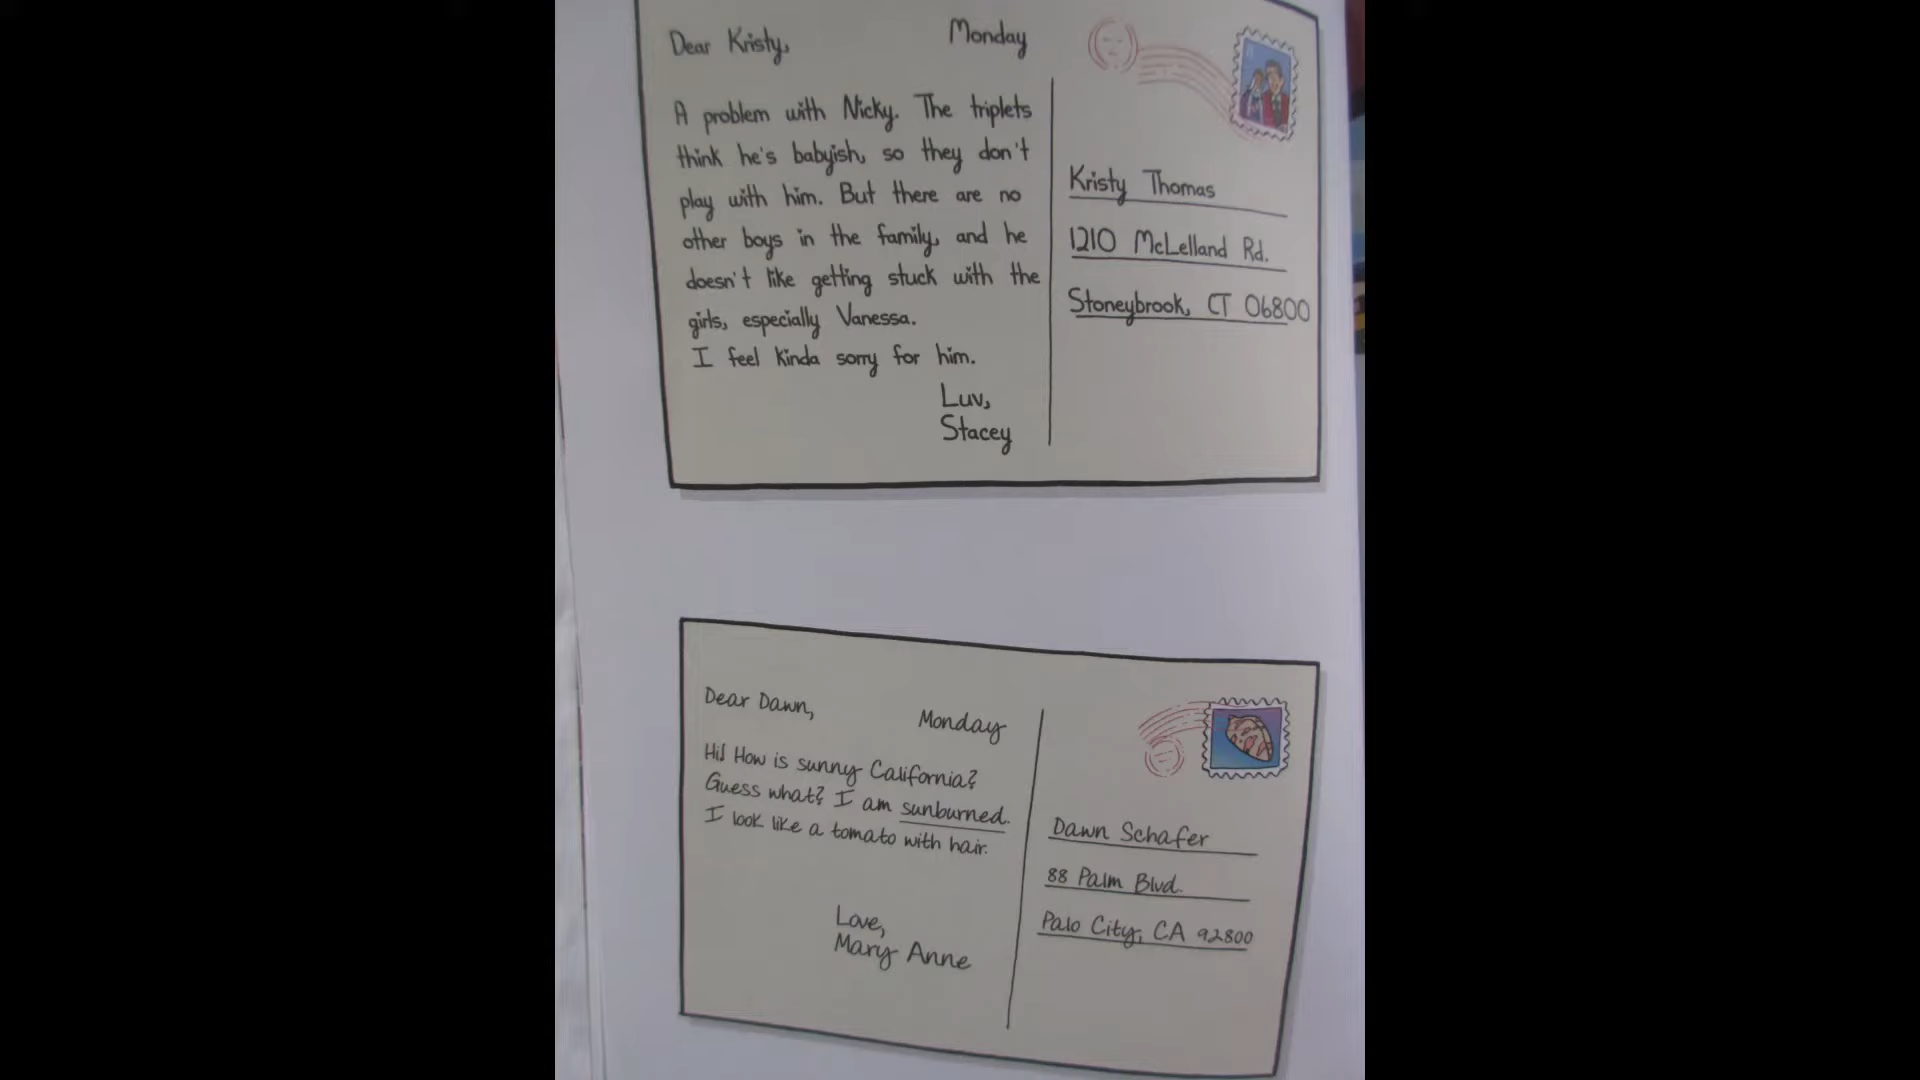 Dear Kristy,
Monday
A problem with Nicky. The triplets
think he's babyish, so they don't
play with him. But there are no
other boys in the family, and he
doesn't like getting stuck with the
girls, especially Vanessa.
I feel kinda sorry for him.
Luv,
Stacey
Kristy Thomas
1210 McLelland Rd.
Stoneybrook, CT 06800
Dear Dawn,
Monday
Hi! How is sunny California?
Guess what? I am sunburned.
I look like a tomato with hair.
Love,
Mary Anne
Dawn Schafer
88 Palm Blvd.
Palo City, CA 92800